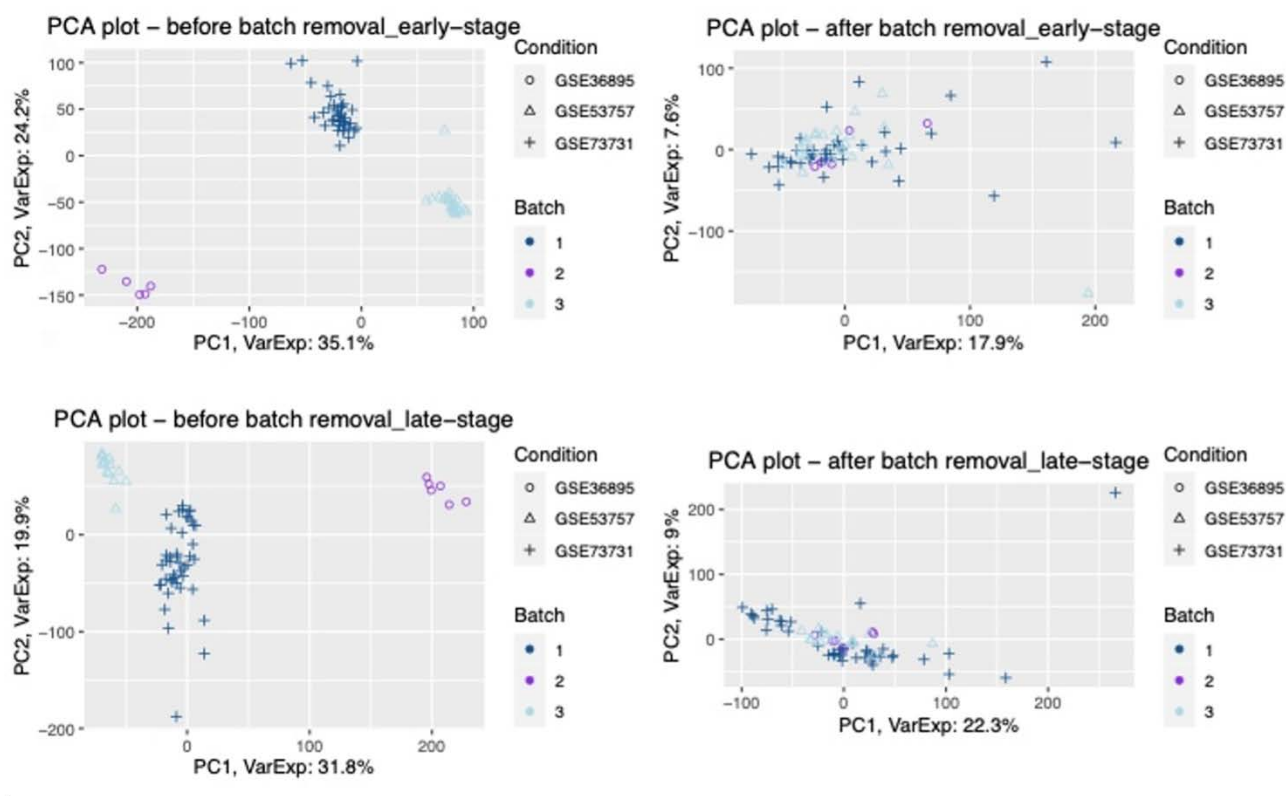 PCA plot – before batch removal_early–stage
PC2, VarExp: 24.2%
100
50
0
−50
−100
−150
−200
−100
0
100
PC1, VarExp: 35.1%
Condition
GSE36895
GSE53757
GSE73731
Batch
1
2
3
PCA plot – after batch removal_early–stage
PC2, VarExp: 7.6%
100
0
−100
0
100
200
PC1, VarExp: 17.9%
Condition
GSE36895
GSE53757
GSE73731
Batch
1
2
3
PCA plot – before batch removal_late–stage
PC2, VarExp: 19.9%
0
−100
−200
0
100
200
PC1, VarExp: 31.8%
Condition
GSE36895
GSE53757
GSE73731
Batch
1
2
3
PCA plot – after batch removal_late–stage
PC2, VarExp: 9%
200
100
0
−100
0
100
200
PC1, VarExp: 22.3%
Condition
GSE36895
GSE53757
GSE73731
Batch
1
2
3